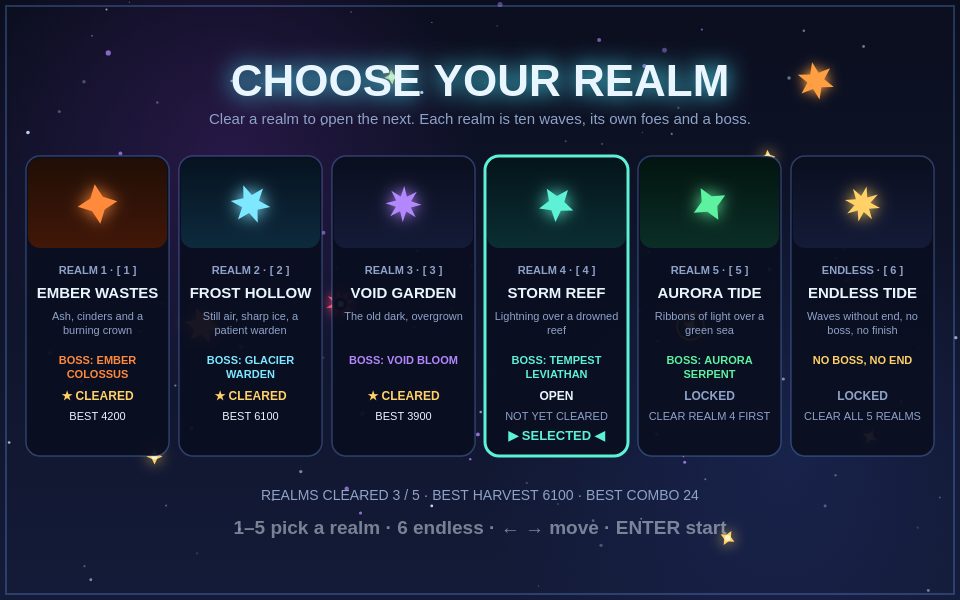 CHOOSE YOUR REALM
Clear a realm to open the next. Each realm is ten waves, its own foes and a boss.
REALM 1 · [ 1 ]
EMBER WASTES
Ash, cinders and a
burning crown
BOSS: EMBER
COLOSSUS
★ CLEARED
BEST 4200
REALM 2 · [ 2 ]
FROST HOLLOW
Still air, sharp ice, a
patient warden
BOSS: GLACIER
WARDEN
★ CLEARED
BEST 6100
REALM 3 · [ 3 ]
VOID GARDEN
The old dark, overgrown
BOSS: VOID BLOOM
★ CLEARED
BEST 3900
REALM 4 · [ 4 ]
STORM REEF
Lightning over a drowned
reef
BOSS: TEMPEST
LEVIATHAN
OPEN
NOT YET CLEARED
▶ SELECTED ◀
REALM 5 · [ 5 ]
AURORA TIDE
Ribbons of light over a
green sea
BOSS: AURORA
SERPENT
LOCKED
CLEAR REALM 4 FIRST
ENDLESS · [ 6 ]
ENDLESS TIDE
Waves without end, no
boss, no finish
NO BOSS, NO END
LOCKED
CLEAR ALL 5 REALMS
REALMS CLEARED 3 / 5 · BEST HARVEST 6100 · BEST COMBO 24
1–5 pick a realm · 6 endless · ← → move · ENTER start